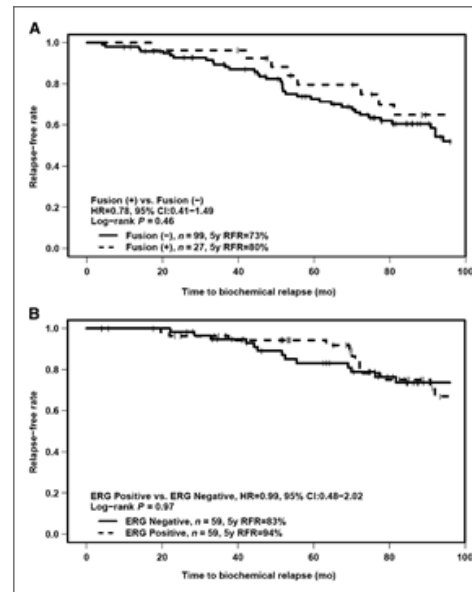 A
Relapse-free rate
1.0
0.8
0.6
0.4
0.2
0.0
Fusion (+) vs. Fusion (−)
HR=0.78, 95% CI:0.41−1.49
Log-rank P = 0.46
Fusion (−), n = 99, 5y RFR=73%
Fusion (+), n = 27, 5y RFR=80%
0 20 40 60 80 100
Time to biochemical relapse (mo)
B
Relapse-free rate
1.0
0.8
0.6
0.4
0.2
0.0
ERG Positive vs. ERG Negative, HR=0.99, 95% CI:0.48−2.02
Log-rank P = 0.97
ERG Negative, n = 59, 5y RFR=83%
ERG Positive, n = 59, 5y RFR=94%
0 20 40 60 80 100
Time to biochemical relapse (mo)